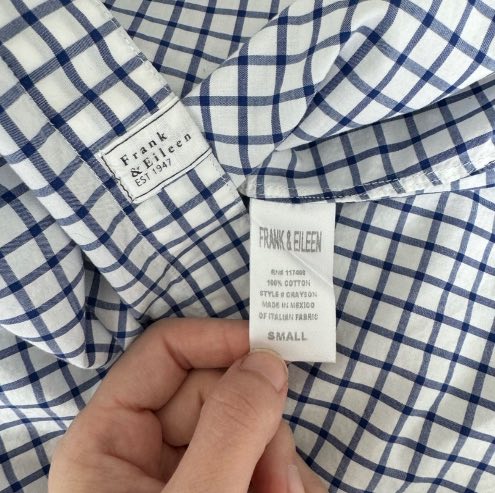 Frank
& Eileen
EST 1947
FRANK & EILEEN
100% COTTON
STYLE # GRAYSON
MADE IN MEXICO
OF ITALIAN FABRIC
SMALL